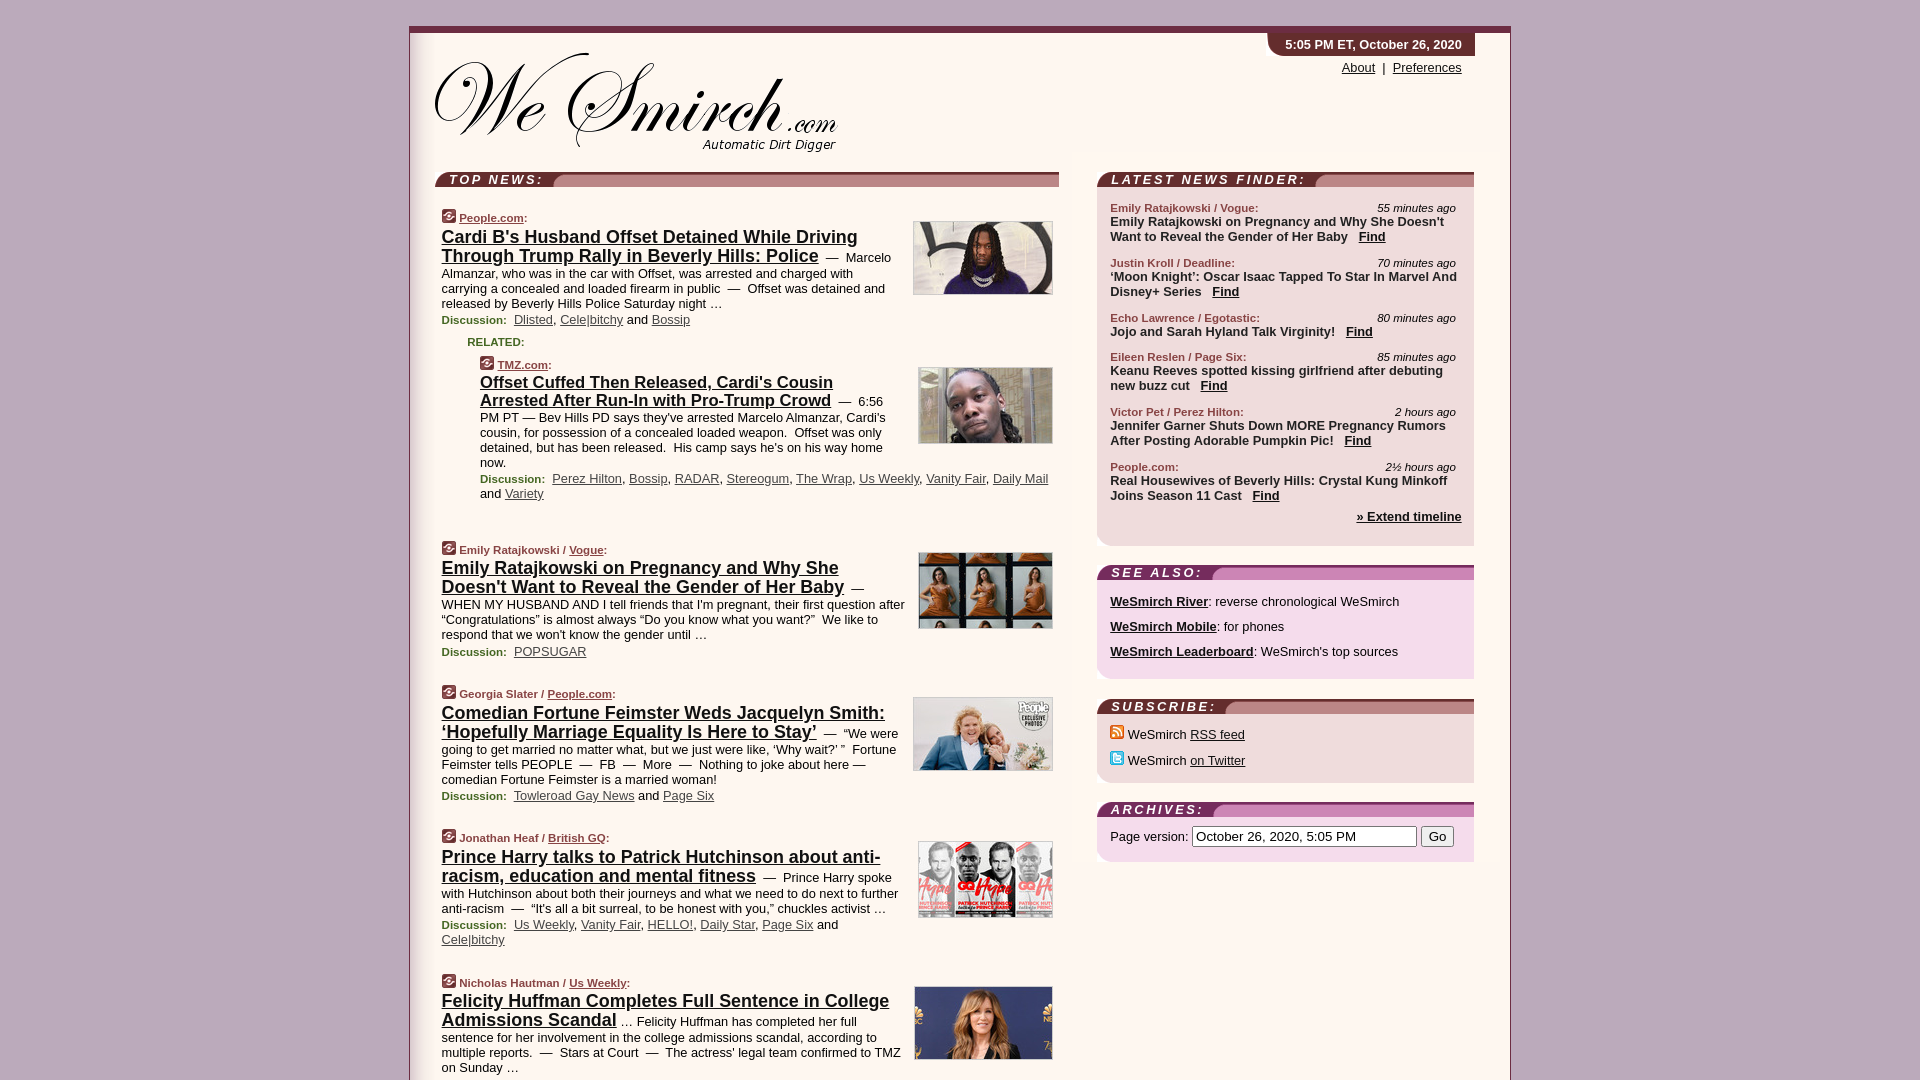 5:05 PM ET, October 26, 2020
About | Preferences
We Smirch.com
Automatic Dirt Digger
TOP NEWS:
People.com:
Cardi B's Husband Offset Detained While Driving
Through Trump Rally in Beverly Hills: Police — Marcelo
Almanzar, who was in the car with Offset, was arrested and charged with
carrying a concealed and loaded firearm in public — Offset was detained and
released by Beverly Hills Police Saturday night …
Discussion: Dlisted, Cele|bitchy and Bossip
RELATED:
TMZ.com:
Offset Cuffed Then Released, Cardi's Cousin
Arrested After Run-In with Pro-Trump Crowd — 6:56
PM PT — Bev Hills PD says they've arrested Marcelo Almanzar, Cardi's
cousin, for possession of a concealed loaded weapon. Offset was only
detained, but has been released. His camp says he's on his way home
now.
Discussion: Perez Hilton, Bossip, RADAR, Stereogum, The Wrap, Us Weekly, Vanity Fair, Daily Mail
and Variety
Emily Ratajkowski / Vogue:
Emily Ratajkowski on Pregnancy and Why She
Doesn't Want to Reveal the Gender of Her Baby —
WHEN MY HUSBAND AND I tell friends that I'm pregnant, their first question after
“Congratulations” is almost always “Do you know what you want?” We like to
respond that we won't know the gender until …
Discussion: POPSUGAR
Georgia Slater / People.com:
Comedian Fortune Feimster Weds Jacquelyn Smith:
‘Hopefully Marriage Equality Is Here to Stay’ — “We were
going to get married no matter what, but we just were like, ‘Why wait?’ ” Fortune
Feimster tells PEOPLE — FB — More — Nothing to joke about here —
comedian Fortune Feimster is a married woman!
Discussion: Towleroad Gay News and Page Six
People
EXCLUSIVE
PHOTOS
Jonathan Heaf / British GQ:
Prince Harry talks to Patrick Hutchinson about anti-
racism, education and mental fitness — Prince Harry spoke
with Hutchinson about both their journeys and what we need to do next to further
anti-racism — “It's all a bit surreal, to be honest with you,” chuckles activist …
Discussion: Us Weekly, Vanity Fair, HELLO!, Daily Star, Page Six and
Cele|bitchy
GQ Hype
PATRICK HUTCHINSON
PRINCE HARRY
Nicholas Hautman / Us Weekly:
Felicity Huffman Completes Full Sentence in College
Admissions Scandal … Felicity Huffman has completed her full
sentence for her involvement in the college admissions scandal, according to
multiple reports. — Stars at Court — The actress' legal team confirmed to TMZ
on Sunday …
LATEST NEWS FINDER:
Emily Ratajkowski / Vogue: 55 minutes ago
Emily Ratajkowski on Pregnancy and Why She Doesn't
Want to Reveal the Gender of Her Baby Find
Justin Kroll / Deadline: 70 minutes ago
‘Moon Knight’: Oscar Isaac Tapped To Star In Marvel And
Disney+ Series Find
Echo Lawrence / Egotastic: 80 minutes ago
Jojo and Sarah Hyland Talk Virginity! Find
Eileen Reslen / Page Six: 85 minutes ago
Keanu Reeves spotted kissing girlfriend after debuting
new buzz cut Find
Victor Pet / Perez Hilton: 2 hours ago
Jennifer Garner Shuts Down MORE Pregnancy Rumors
After Posting Adorable Pumpkin Pic! Find
People.com: 2½ hours ago
Real Housewives of Beverly Hills: Crystal Kung Minkoff
Joins Season 11 Cast Find
» Extend timeline
SEE ALSO:
WeSmirch River: reverse chronological WeSmirch
WeSmirch Mobile: for phones
WeSmirch Leaderboard: WeSmirch's top sources
SUBSCRIBE:
WeSmirch RSS feed
WeSmirch on Twitter
ARCHIVES:
Page version: October 26, 2020, 5:05 PM Go